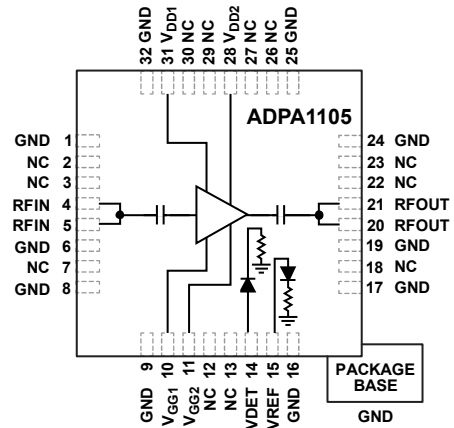 32 GND
31 VDD1
30 NC
29 NC
28 VDD2
27 NC
26 NC
25 GND
ADPA1105
GND 1
NC 2
NC 3
RFIN 4
RFIN 5
GND 6
NC 7
GND 8
24 GND
23 NC
22 NC
21 RFOUT
20 RFOUT
19 GND
18 NC
17 GND
GND 9
VGG1 10
VGG2 11
NC 12
NC 13
VDET 14
VREF 15
GND 16
PACKAGE
BASE
GND